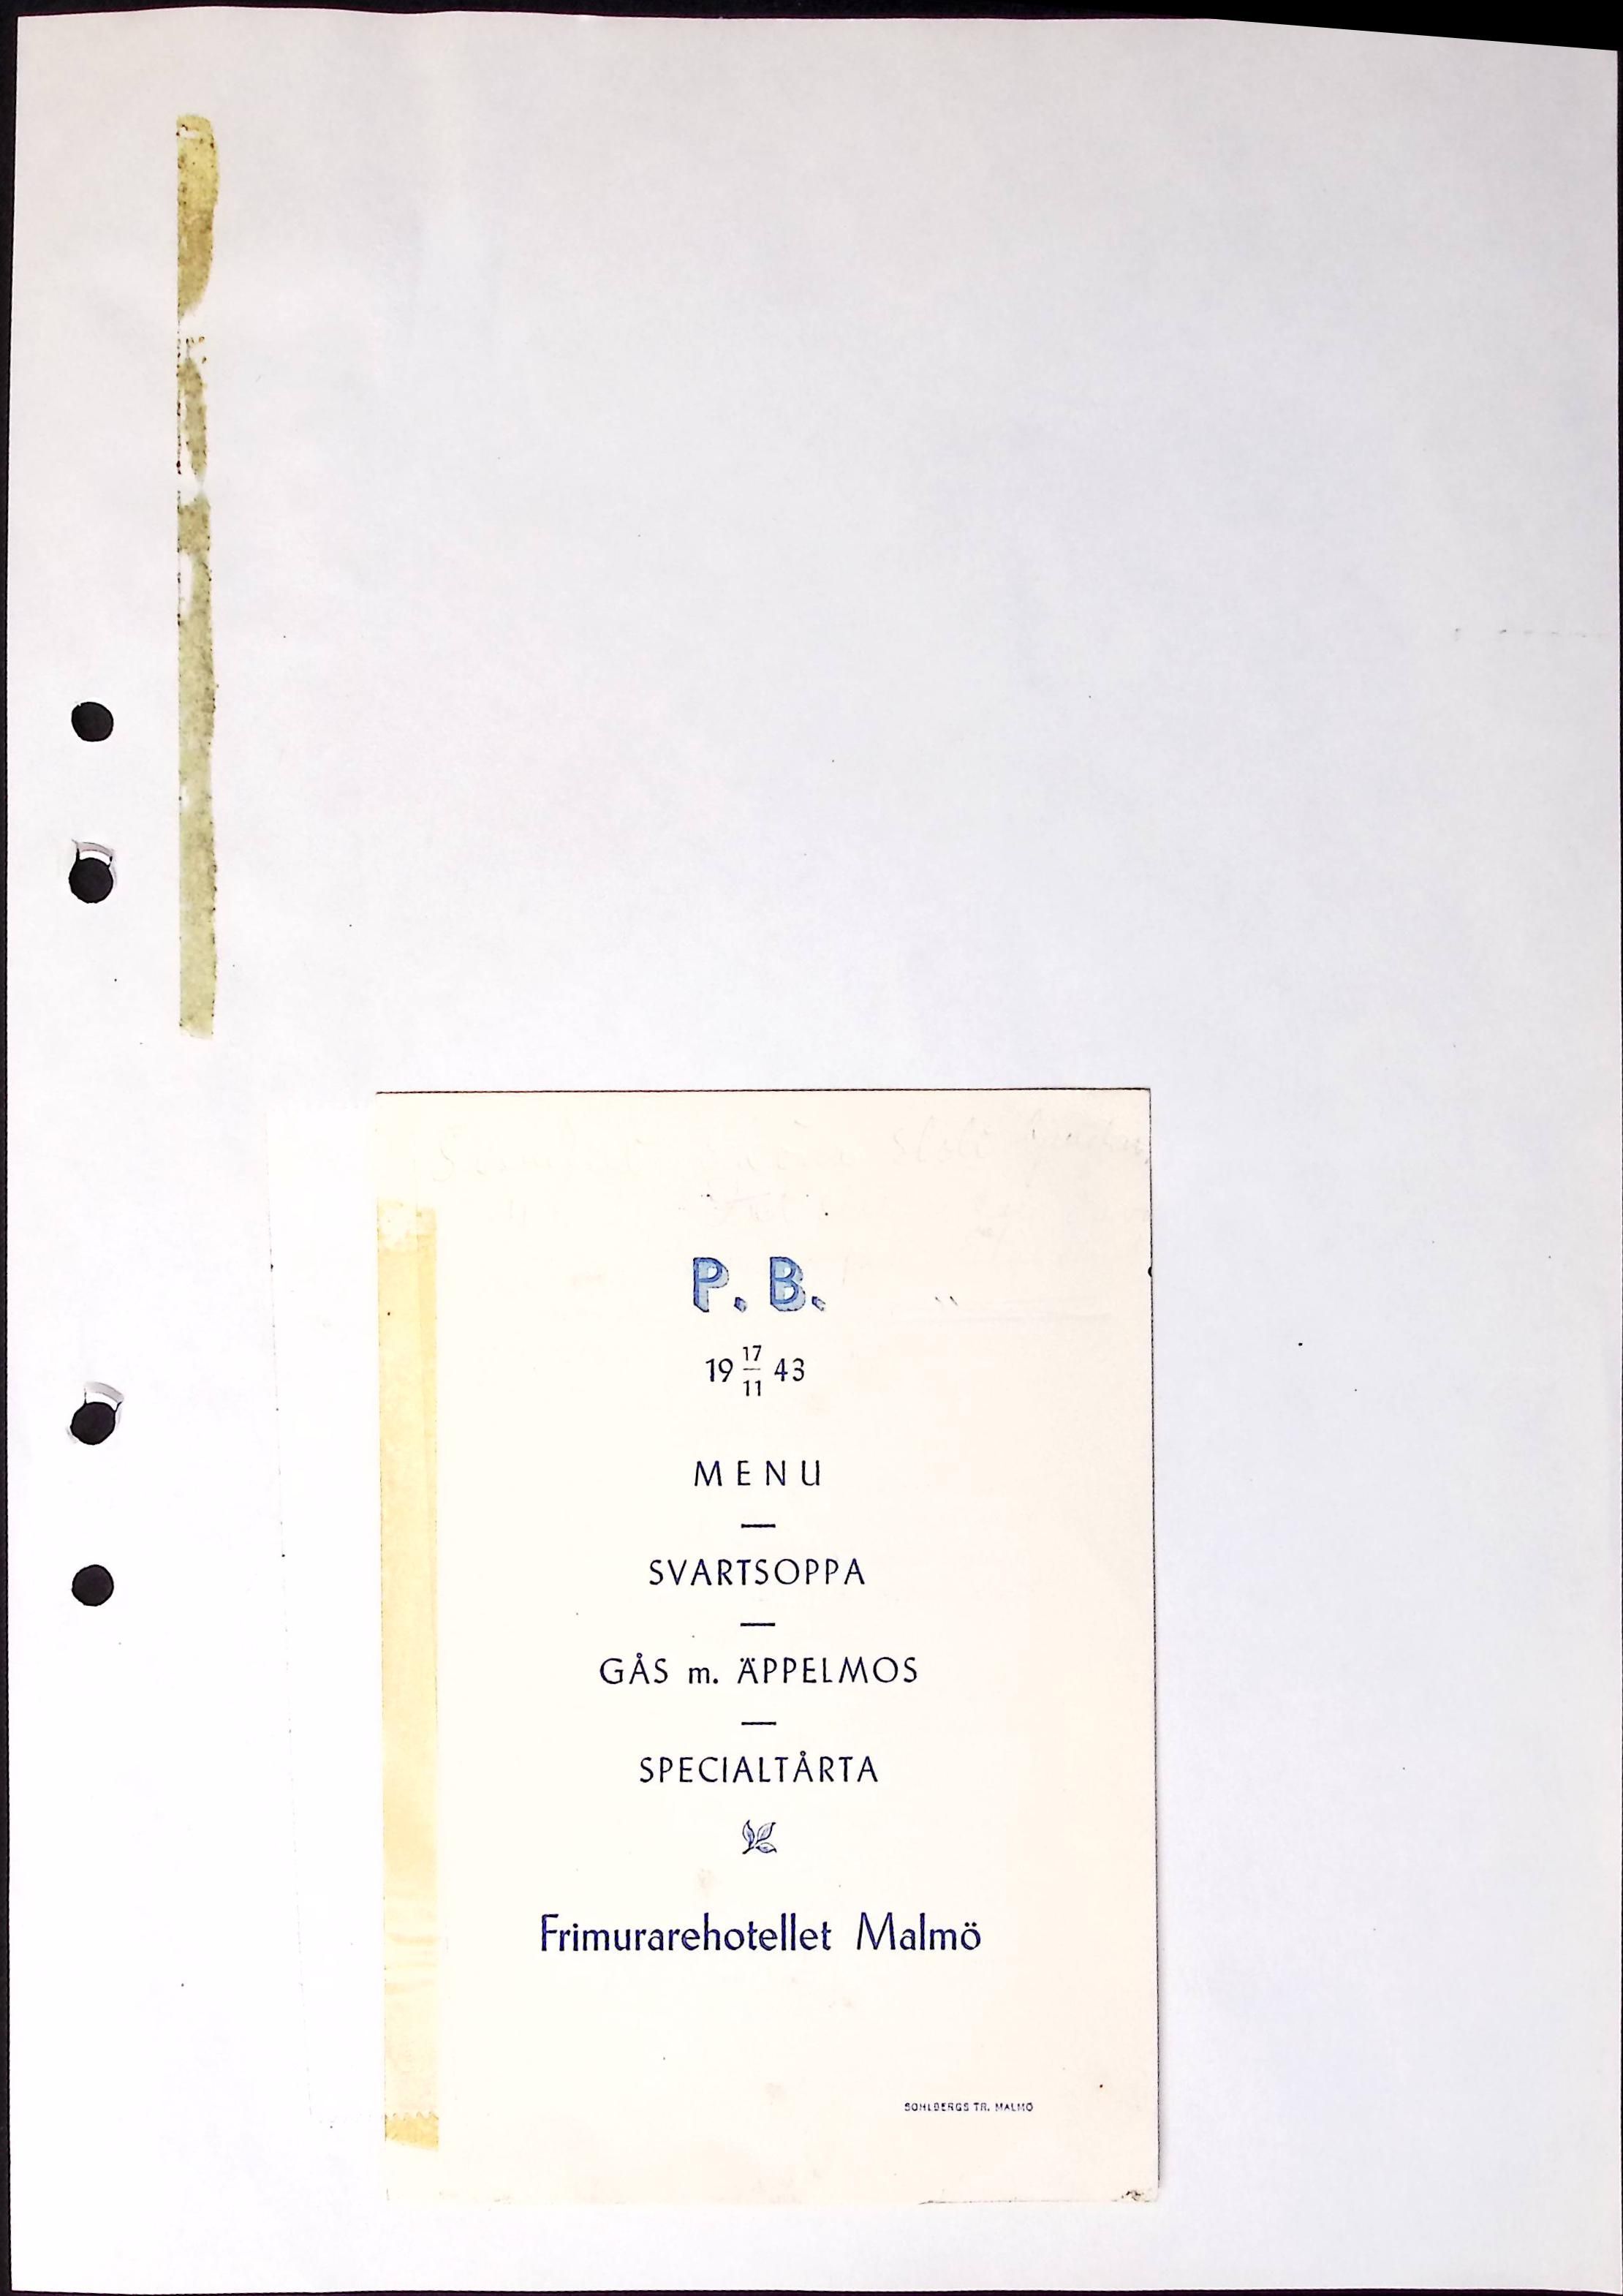 P. B.
19 17/11 43
MENU
SVARTSOPPA
GÅS m. ÄPPELMOS
SPECIALTÅRTA
Frimurarehotellet Malmö
SOHLBERGS TR. MALMÖ